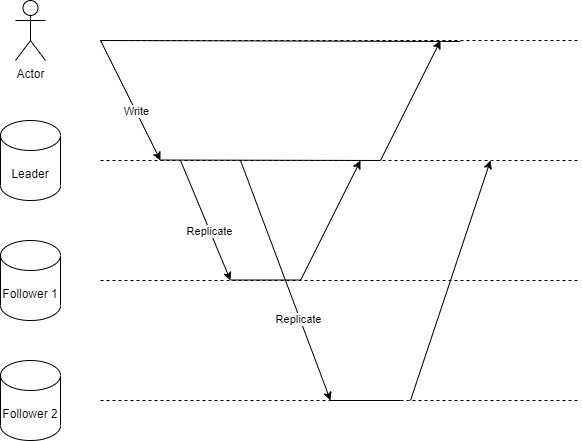 Actor
Write
Leader
Replicate
Follower 1
Replicate
Follower 2